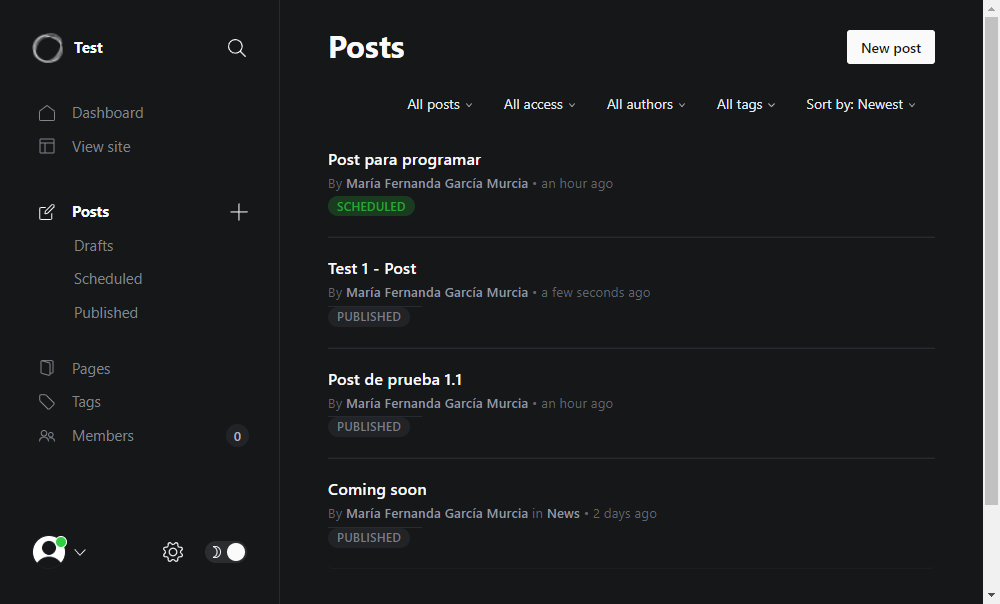 Test
Dashboard
View site
Posts
Drafts
Scheduled
Published
Pages
Tags
Members 0
Posts
New post
All posts All access All authors All tags Sort by: Newest
Post para programar
By María Fernanda García Murcia • an hour ago
SCHEDULED
Test 1 - Post
By María Fernanda García Murcia • a few seconds ago
PUBLISHED
Post de prueba 1.1
By María Fernanda García Murcia • an hour ago
PUBLISHED
Coming soon
By María Fernanda García Murcia in News • 2 days ago
PUBLISHED